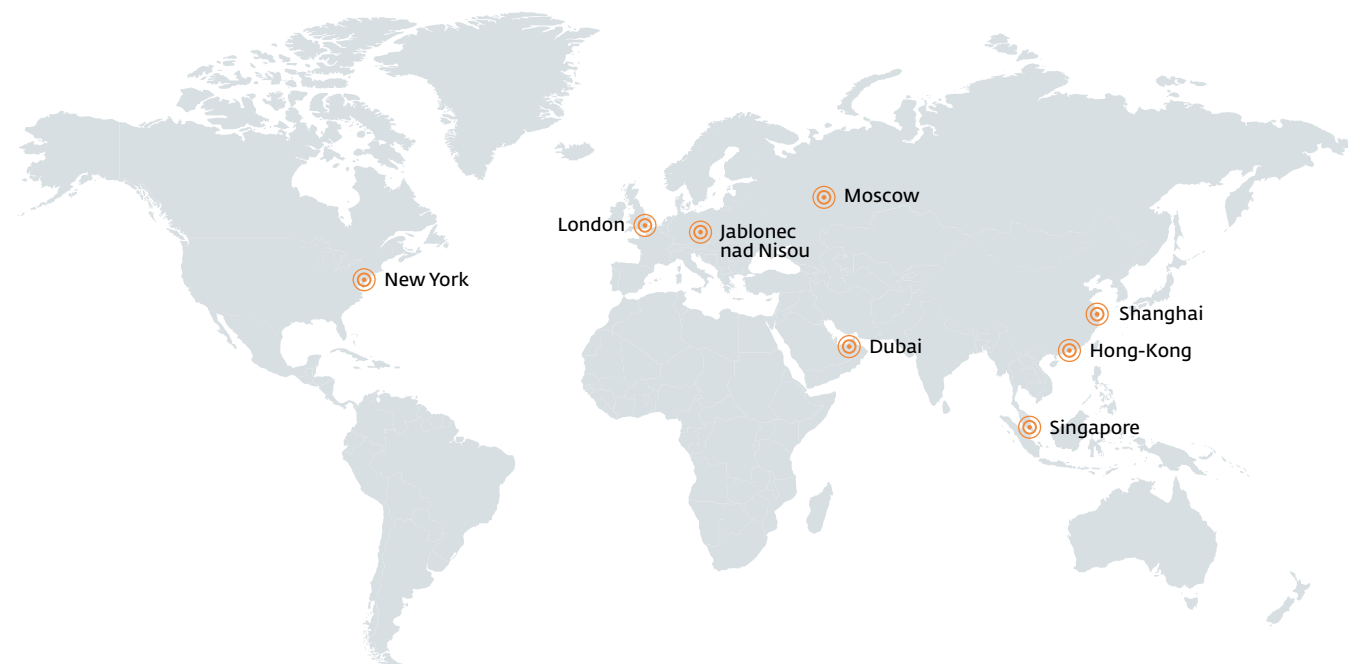 Moscow
London
Jablonec
nad Nisou
New York
Shanghai
Dubai
Hong-Kong
Singapore